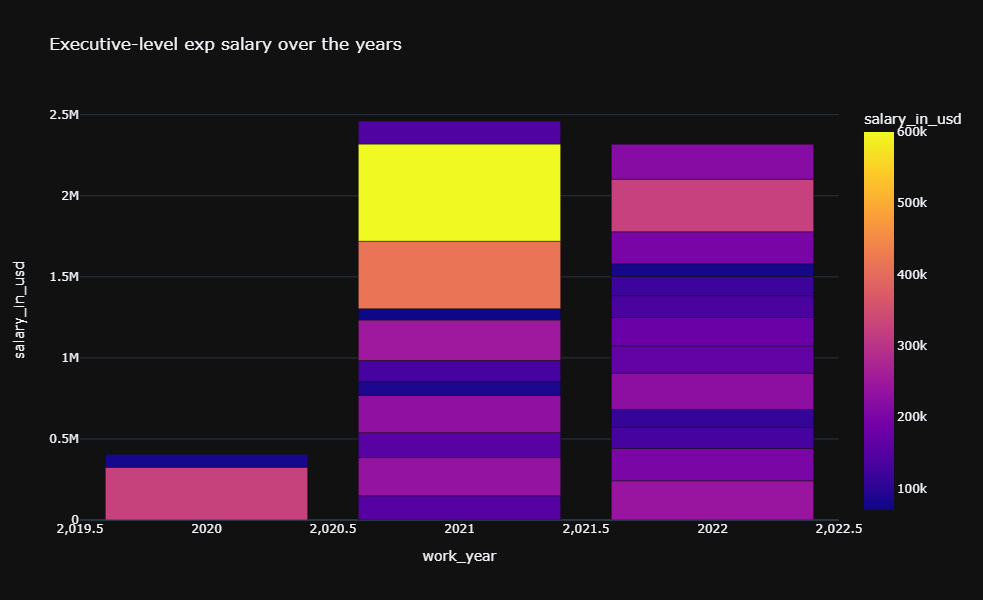 Executive-level exp salary over the years
salary_in_usd
2.5M
2M
1.5M
1M
0.5M
0
2,019.5
2020
2,020.5
2021
2,021.5
2022
2,022.5
work_year
salary_in_usd
600k
500k
400k
300k
200k
100k